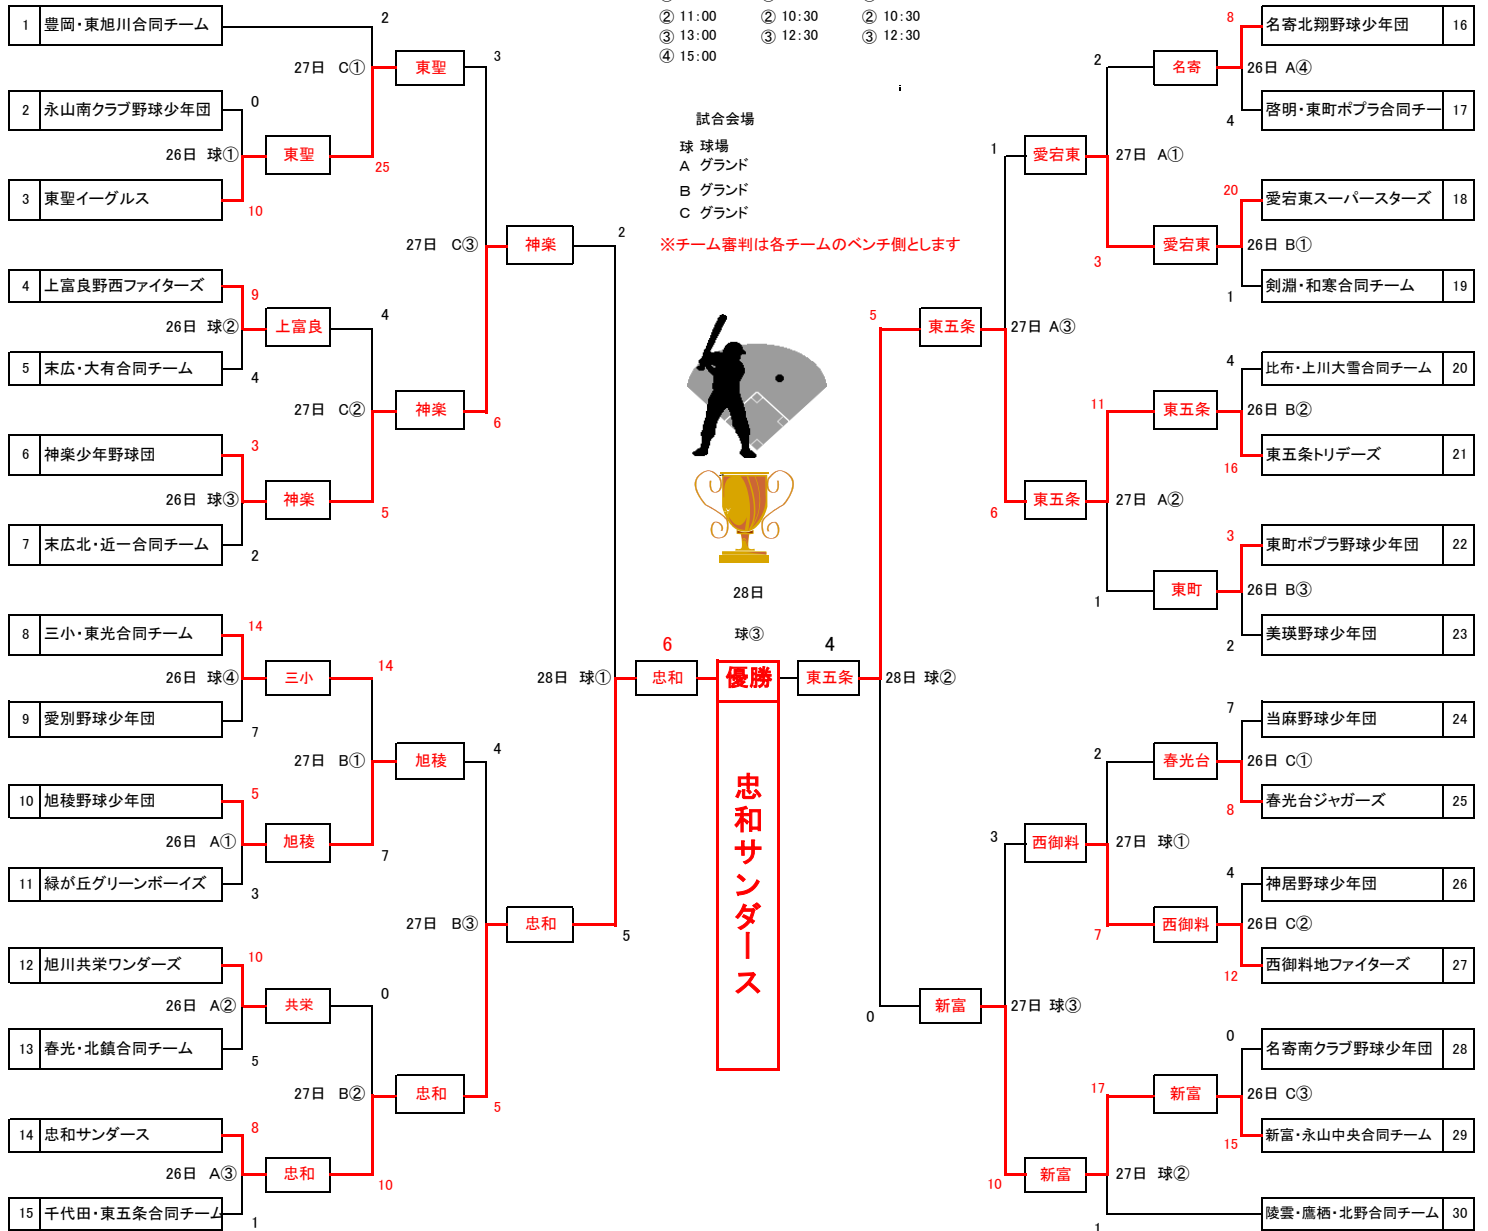 ② 11:00 ② 10:30 ② 10:30
③ 13:00 ③ 12:30 ③ 12:30
④ 15:00
試合会場
球 球場
A グランド
B グランド
C グランド
※チーム審判は各チームのベンチ側とします
1 豊岡・東旭川合同チーム
2
27日 C①
東聖
3
2 永山南クラブ野球少年団
0
26日 球①
東聖
25
3 東聖イーグルス
10
27日 C③
神楽
2
4 上富良野西ファイターズ
9
26日 球②
上富良
4
5 末広・大有合同チーム
4
27日 C②
神楽
6
6 神楽少年野球団
3
26日 球③
神楽
5
7 末広北・近一合同チーム
2
8 三小・東光合同チーム
14
26日 球④
三小
14
9 愛別野球少年団
7
27日 B①
旭稜
4
10 旭稜野球少年団
5
26日 A①
旭稜
7
11 緑が丘グリーンボーイズ
3
27日 B③
忠和
5
12 旭川共栄ワンダーズ
10
26日 A②
共栄
0
13 春光・北鎮合同チーム
5
27日 B②
忠和
5
14 忠和サンダース
8
26日 A③
忠和
10
15 千代田・東五条合同チーム
1
28日 球①
6
忠和
28日
球③
優勝
忠和サンダース
4
東五条
28日 球②
5
東五条
27日 A③
1
愛宕東
27日 A①
2
名寄
8
名寄北翔野球少年団 16
26日 A④
4
啓明・東町ポプラ合同チー 17
3
愛宕東
20
愛宕東スーパースターズ 18
26日 B①
1
剣淵・和寒合同チーム 19
11
東五条
4
比布・上川大雪合同チーム 20
26日 B②
16
東五条トリデーズ 21
6
東五条
27日 A②
1
東町
3
東町ポプラ野球少年団 22
26日 B③
2
美瑛野球少年団 23
0
新富
27日 球③
3
西御料
27日 球①
2
春光台
7
当麻野球少年団 24
26日 C①
8
春光台ジャガーズ 25
7
西御料
4
神居野球少年団 26
26日 C②
12
西御料地ファイターズ 27
10
新富
27日 球②
17
新富
0
名寄南クラブ野球少年団 28
26日 C③
15
新富・永山中央合同チーム 29
1
陵雲・鷹栖・北野合同チーム 30